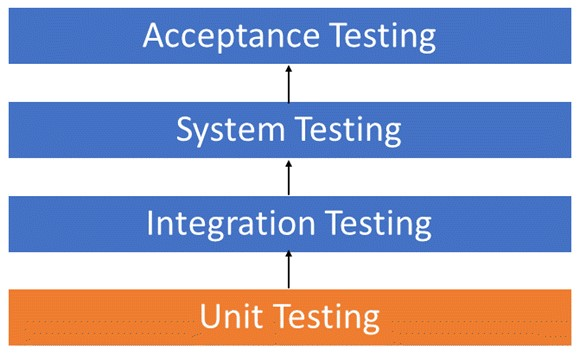 Acceptance Testing
System Testing
Integration Testing
Unit Testing